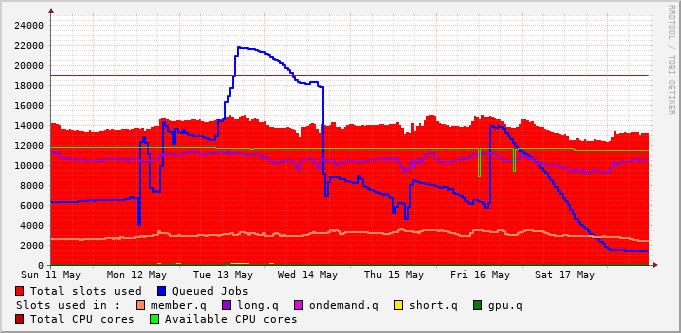 RRDTOOL / TOBI OETIKER
24000
22000
20000
18000
16000
14000
12000
10000
8000
6000
4000
2000
0
Sun 11 May Mon 12 May Tue 13 May Wed 14 May Thu 15 May Fri 16 May Sat 17 May
Total slots used Queued Jobs
Slots used in : member.q long.q ondemand.q short.q gpu.q
Total CPU cores Available CPU cores